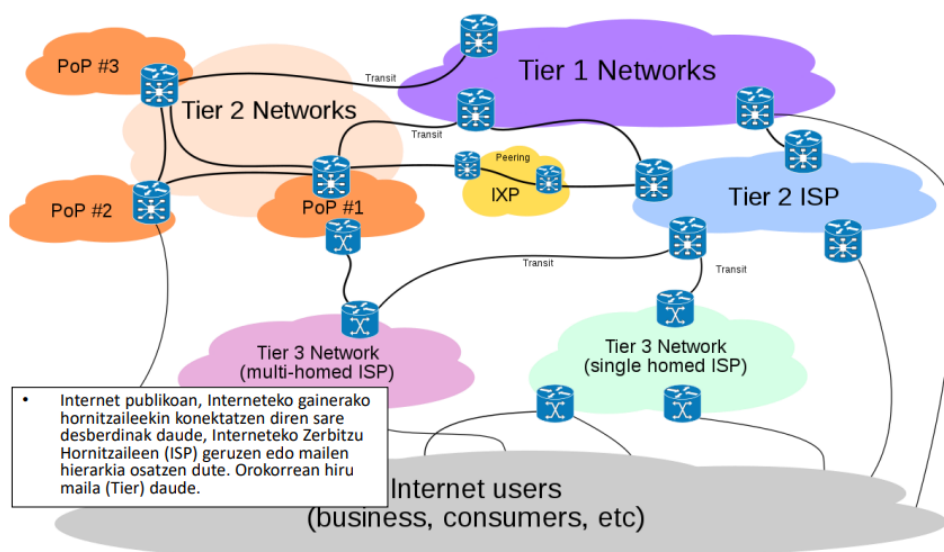 PoP #3
Transit
Tier 1 Networks
Tier 2 Networks
Transit
Peering
IXP
PoP #2
PoP #1
Tier 2 ISP
Transit
Transit
Tier 3 Network
(multi-homed ISP)
Tier 3 Network
(single homed ISP)
• Internet publikoan, Interneteko gainerako
hornitzaileekin konektatzen diren sare
desberdinak daude, Interneteko Zerbitzu
Hornitzaileen (ISP) geruzen edo mailen
hierarkia osatzen dute. Orokorrean hiru
maila (Tier) daude.
Internet users
(business, consumers, etc)